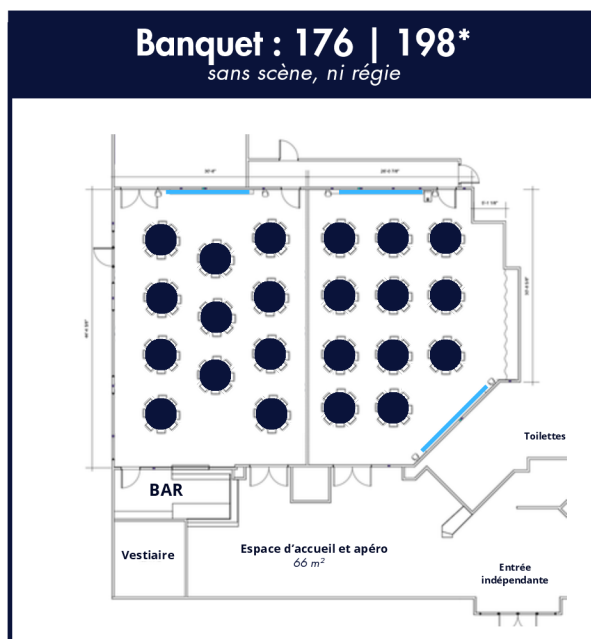 Banquet : 176 | 198*
sans scène, ni régie
Toilettes
BAR
Vestiaire
Espace d’accueil et apéro
66 m²
Entrée
indépendante